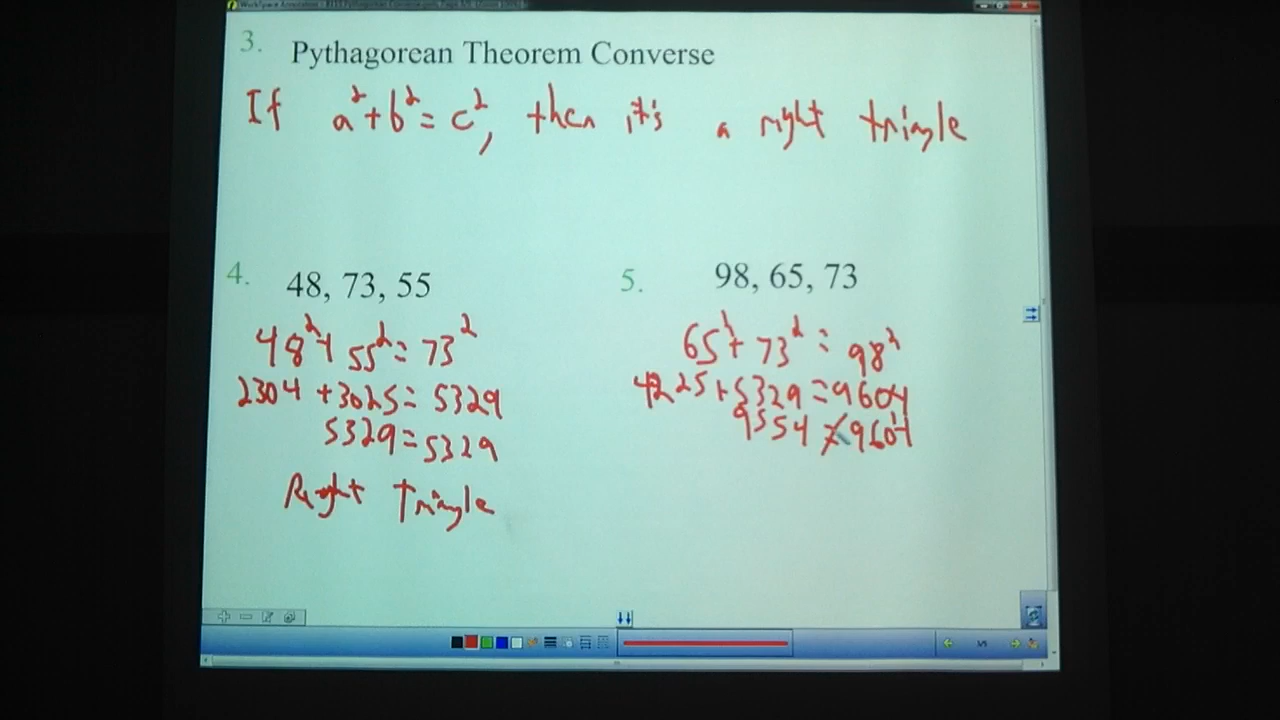 3. Pythagorean Theorem Converse
If a²+b²=c², then it's a right triangle
4. 48, 73, 55
48²+55²=73²
2304+3025=5329
5329=5329
Right Triangle
5. 98, 65, 73
65²+73²=98²
4225+5329=9604
9554≠9604